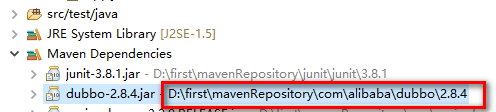 src/test/java
JRE System Library [J2SE-1.5]
Maven Dependencies
junit-3.8.1.jar - D:\first\mavenRepository\junit\junit\3.8.1
dubbo-2.8.4.jar - D:\first\mavenRepository\com\alibaba\dubbo\2.8.4